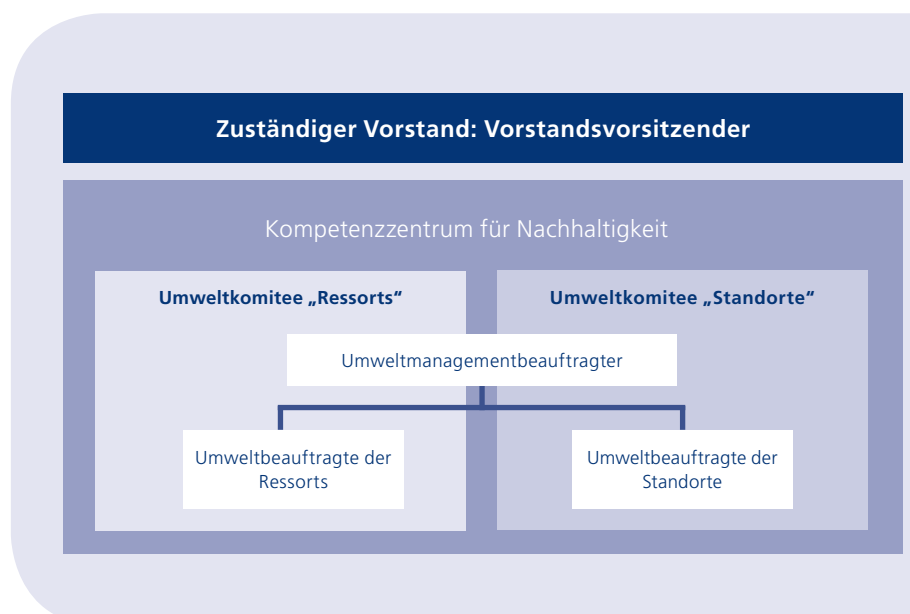 Zuständiger Vorstand: Vorstandsvorsitzender
Kompetenzzentrum für Nachhaltigkeit
Umweltkomitee „Ressorts“
Umweltkomitee „Standorte“
Umweltmanagementbeauftragter
Umweltbeauftragte der
Ressorts
Umweltbeauftragte der
Standorte